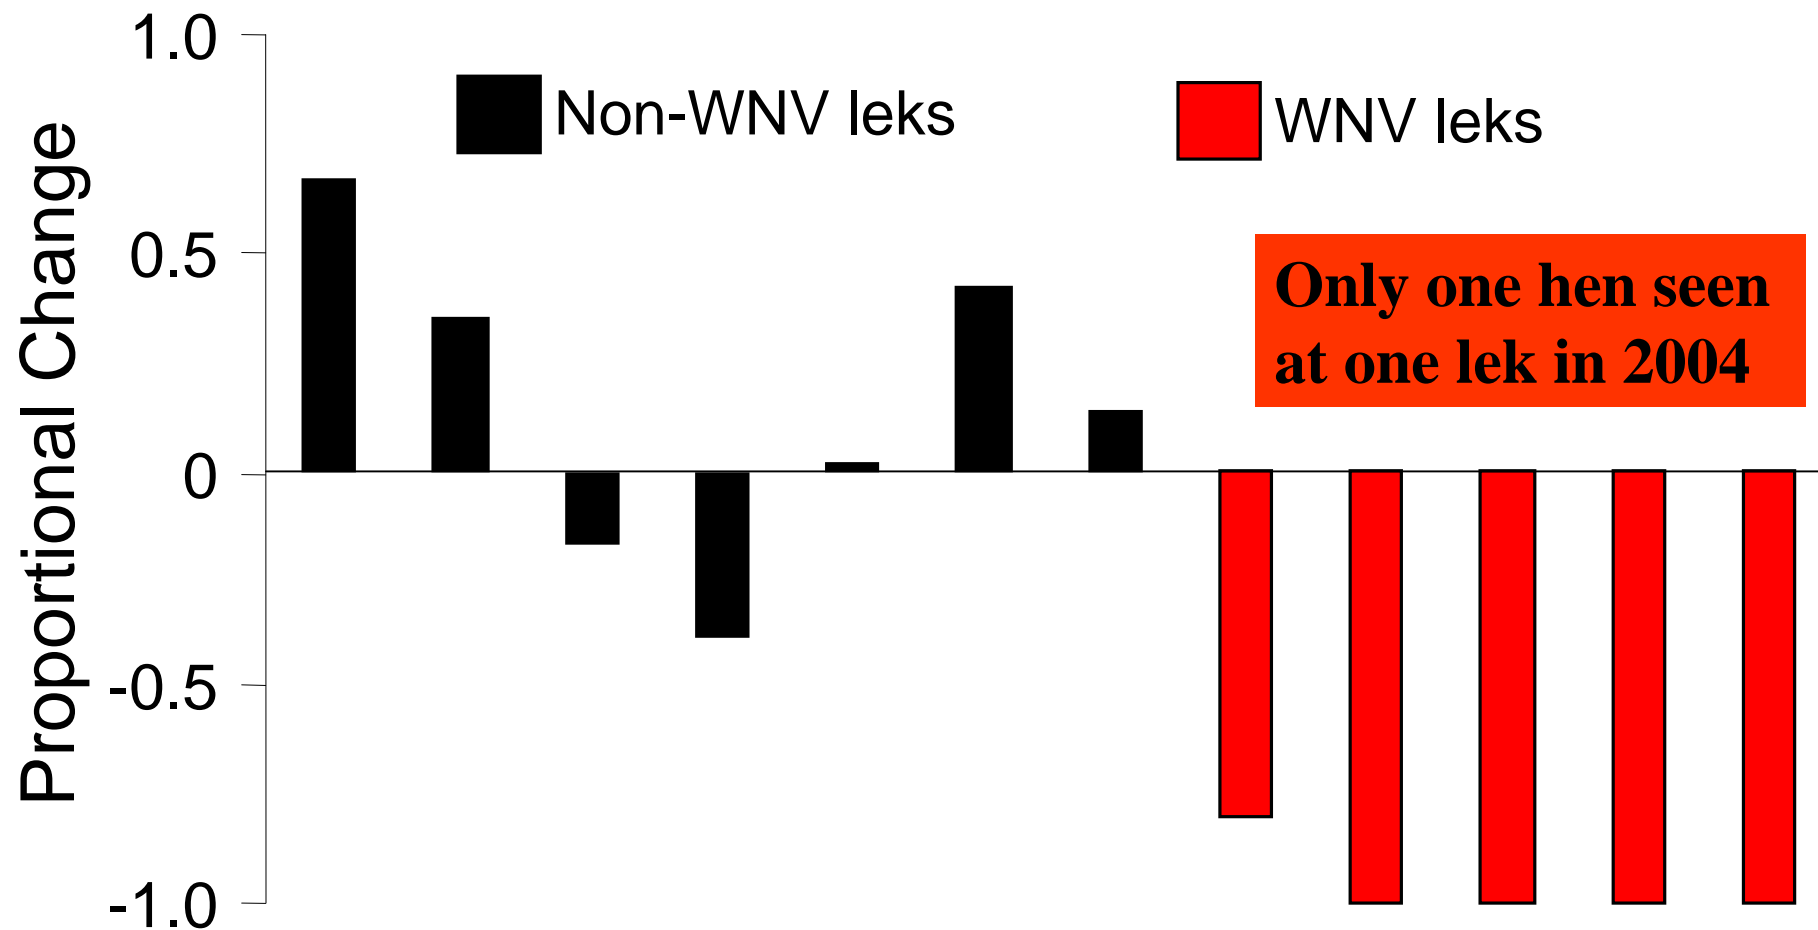 Proportional Change
1.0
0.5
0
-0.5
-1.0
Non-WNV leks
WNV leks
Only one hen seen
at one lek in 2004